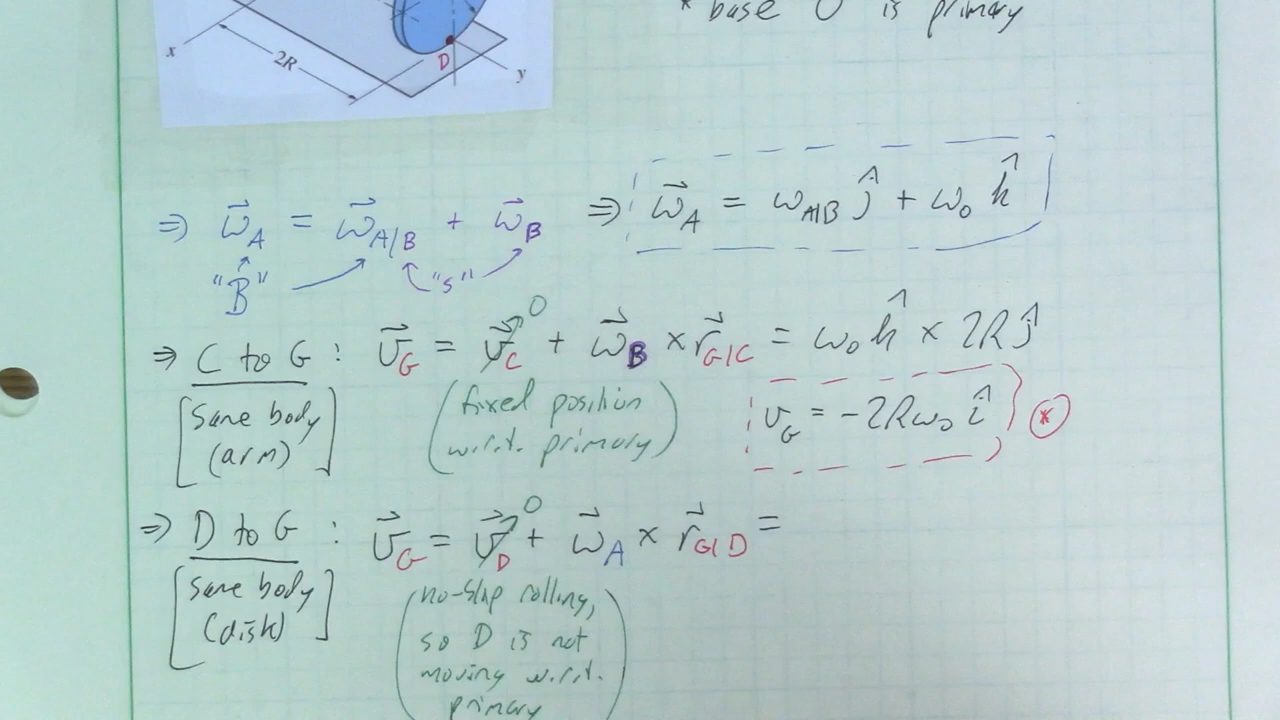 * base O is primary
x
2R
D
y
⇒ ω⃗_A = ω⃗_A/B + ω⃗_B ⇒ ω⃗_A = ω_A/B ĵ + ω₀ k̂
"B" "s"
⇒ C to G : v⃗_G = v⃗_C 0 + ω⃗_B × r⃗_G/C = ω₀ k̂ × 2R ĵ
[same body (fixed position v_G = -2Rω₀ î *
(arm)] w.r.t. primary)
⇒ D to G : v⃗_G = v⃗_D 0 + ω⃗_A × r⃗_G/D =
[same body (no-slip rolling,
(disk)] so D is not
moving w.r.t.
primary